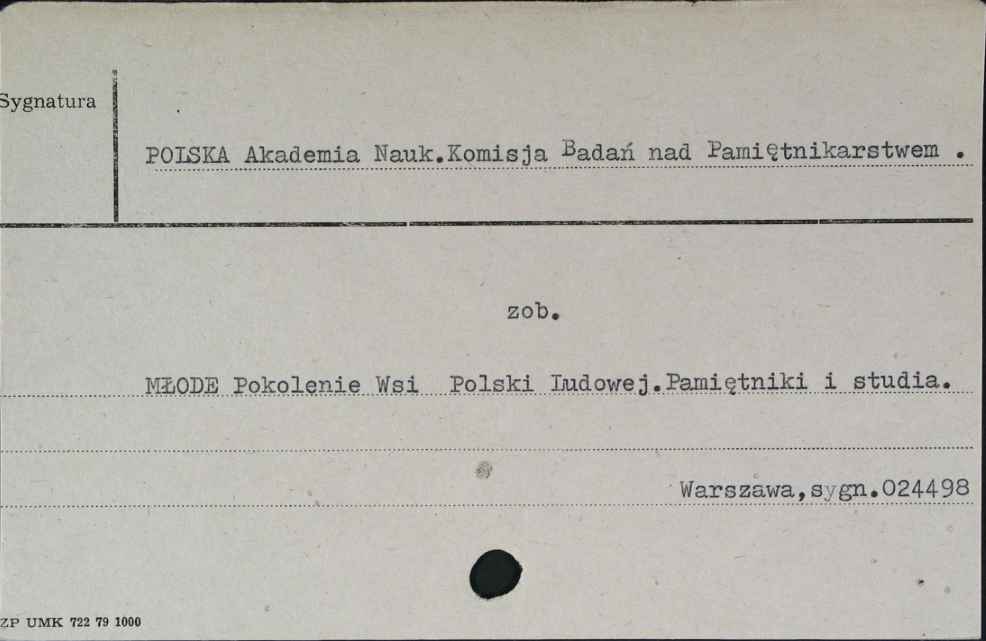 Sygnatura
POLSKA Akademia Nauk.Komisja Badań nad Pamiętnikarstwem .
zob.
MŁODE Pokolenie Wsi Polski Ludowej.Pamiętniki i studia.
Warszawa,sygn.024498
ZP UMK 722 79 1000